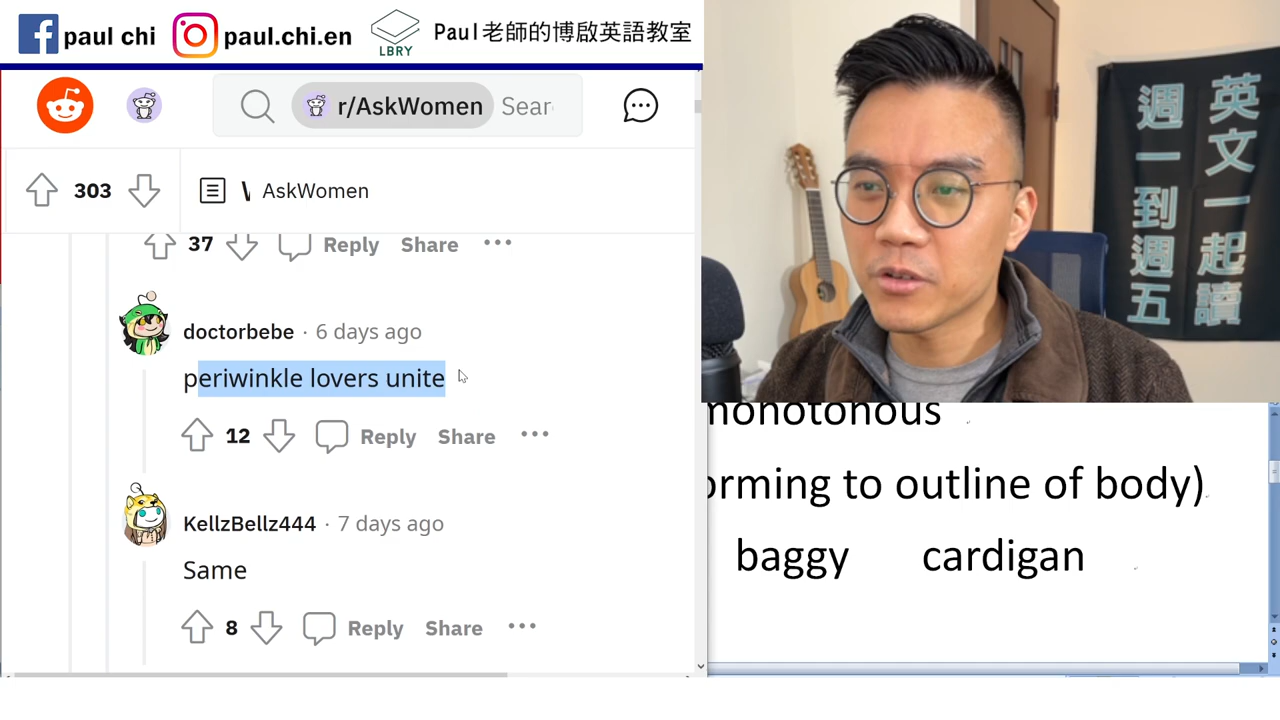 paul chi
paul.chi.en
LBRY
Paul老師的博啟英語教室
r/AskWomen
303
AskWomen
37
Reply
Share
doctorbebe · 6 days ago
periwinkle lovers unite
12
Reply
Share
KellzBellz444 · 7 days ago
Same
8
Reply
Share
英文一起讀
週一到週五
monotonous
orming to outline of body)
baggy cardigan